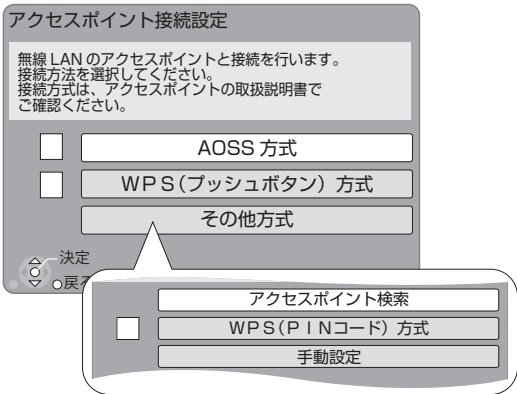 アクセスポイント接続設定
無線 LAN のアクセスポイントと接続を行います。
接続方法を選択してください。
接続方式は、アクセスポイントの取扱説明書で
ご確認ください。
AOSS 方式
WPS(プッシュボタン) 方式
その他方式
決定
戻
アクセスポイント検索
WPS(PINコード) 方式
手動設定